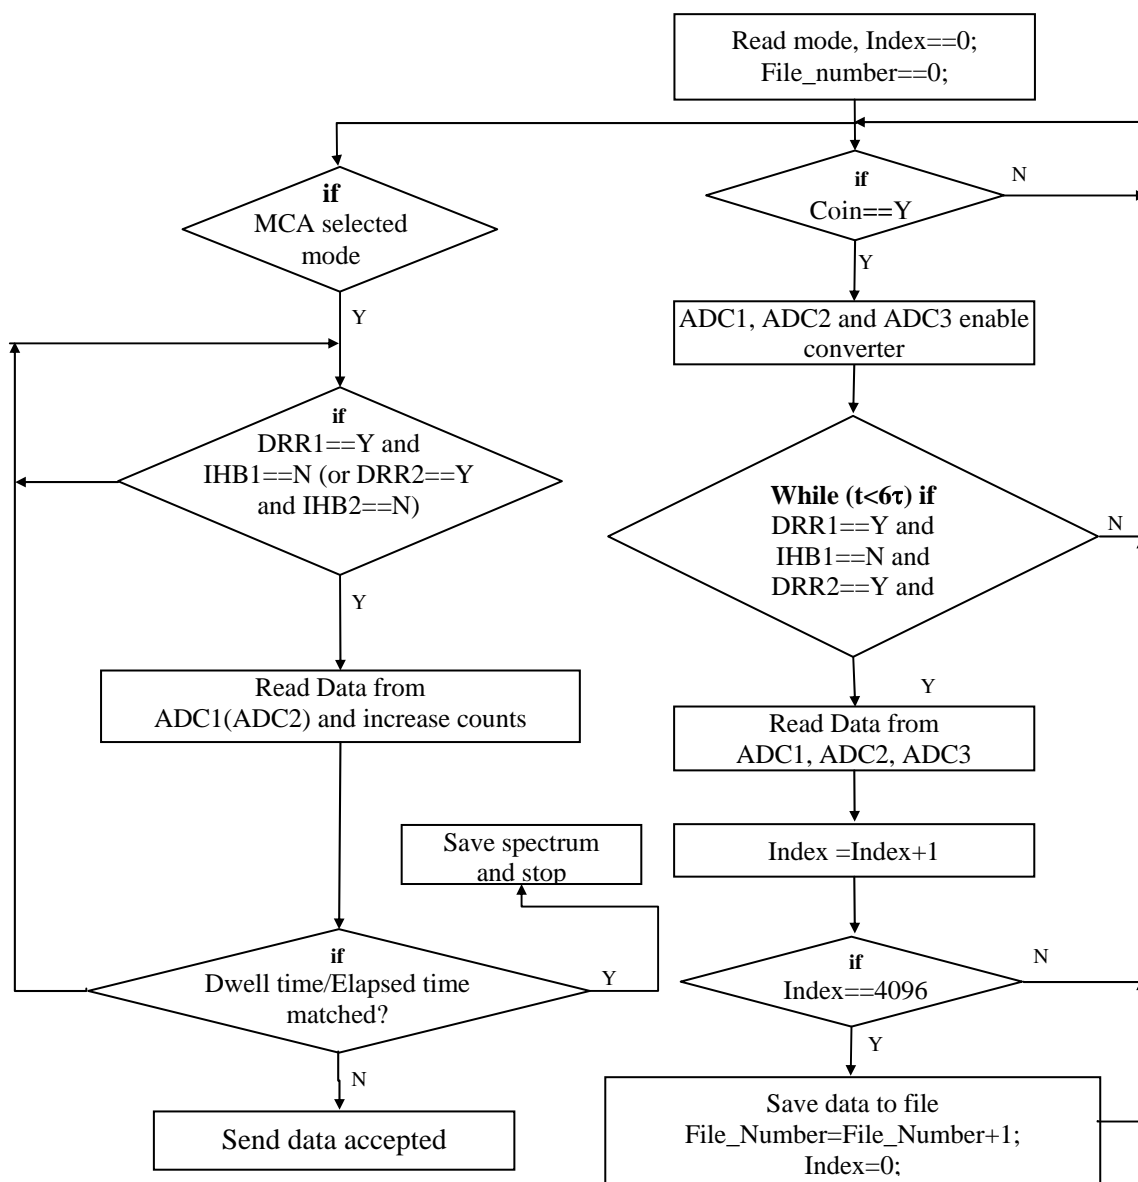 Read mode, Index==0;
File_number==0;
if
MCA selected
mode
Y
if
DRR1==Y and
IHB1==N (or DRR2==Y
and IHB2==N)
Y
Read Data from
ADC1(ADC2) and increase counts
Save spectrum
and stop
if
Dwell time/Elapsed time
matched?
Y
N
Send data accepted
if
Coin==Y
N
Y
ADC1, ADC2 and ADC3 enable
converter
While (t<6τ) if
DRR1==Y and
IHB1==N and
DRR2==Y and
N
Y
Read Data from
ADC1, ADC2, ADC3
Index =Index+1
if
Index==4096
N
Y
Save data to file
File_Number=File_Number+1;
Index=0;